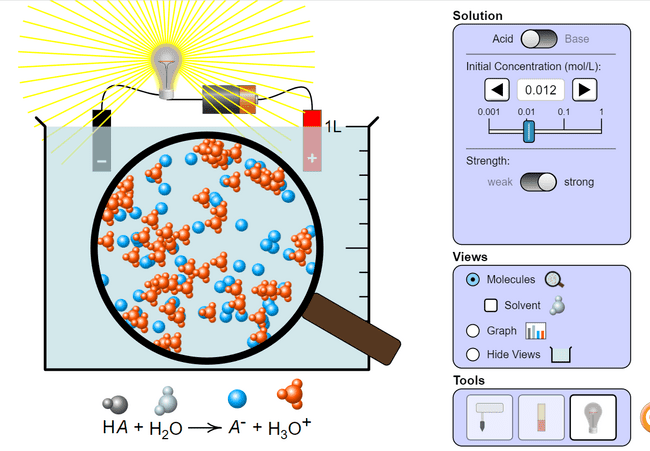 Solution
Acid Base
Initial Concentration (mol/L):
0.012
0.001 0.01 0.1 1
Strength:
weak strong
1L
−
+
Views
Molecules
Solvent
Graph
Hide Views
Tools
HA + H₂O → A⁻ + H₃O⁺